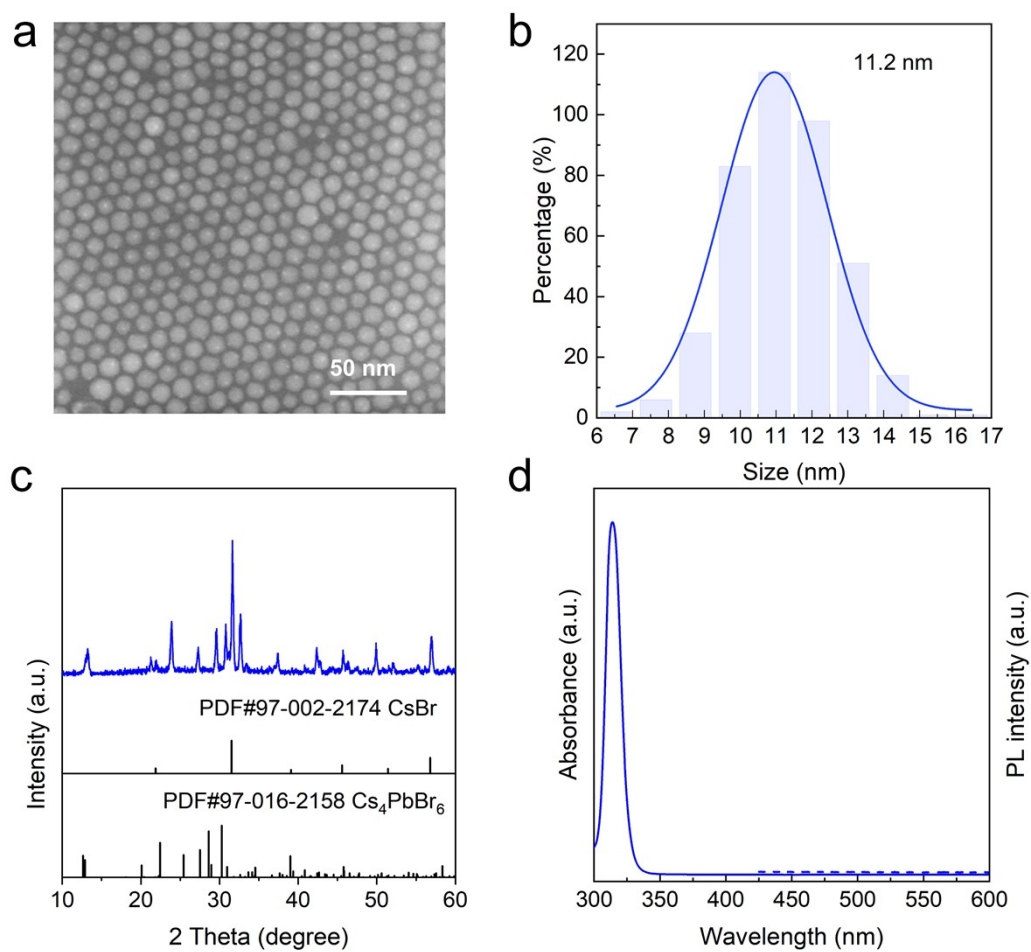 a
50 nm
b
11.2 nm
Percentage (%)
120
100
80
60
40
20
0
6 7 8 9 10 11 12 13 14 15 16 17
Size (nm)
c
Intensity (a.u.)
PDF#97-002-2174 CsBr
PDF#97-016-2158 Cs₄PbBr₆
10 20 30 40 50 60
2 Theta (degree)
d
Absorbance (a.u.)
PL intensity (a.u.)
300 350 400 450 500 550 600
Wavelength (nm)